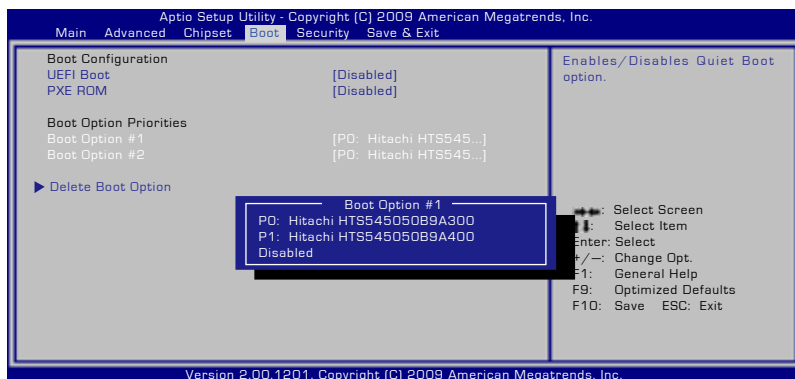 Aptio Setup Utility - Copyright (C) 2009 American Megatrends, Inc.
Main Advanced Chipset Boot Security Save & Exit
Boot Configuration
UEFI Boot [Disabled]
PXE ROM [Disabled]
Boot Option Priorities
Boot Option #1 [P0: Hitachi HTS545...]
Boot Option #2 [P0: Hitachi HTS545...]
Delete Boot Option
Boot Option #1
P0: Hitachi HTS545050B9A300
P1: Hitachi HTS545050B9A400
Disabled
Enables/Disables Quiet Boot
option.
: Select Screen
: Select Item
Enter: Select
+/—: Change Opt.
F1: General Help
F9: Optimized Defaults
F10: Save ESC: Exit
Version 2.00.1201. Copyright (C) 2009 American Megatrends, Inc.